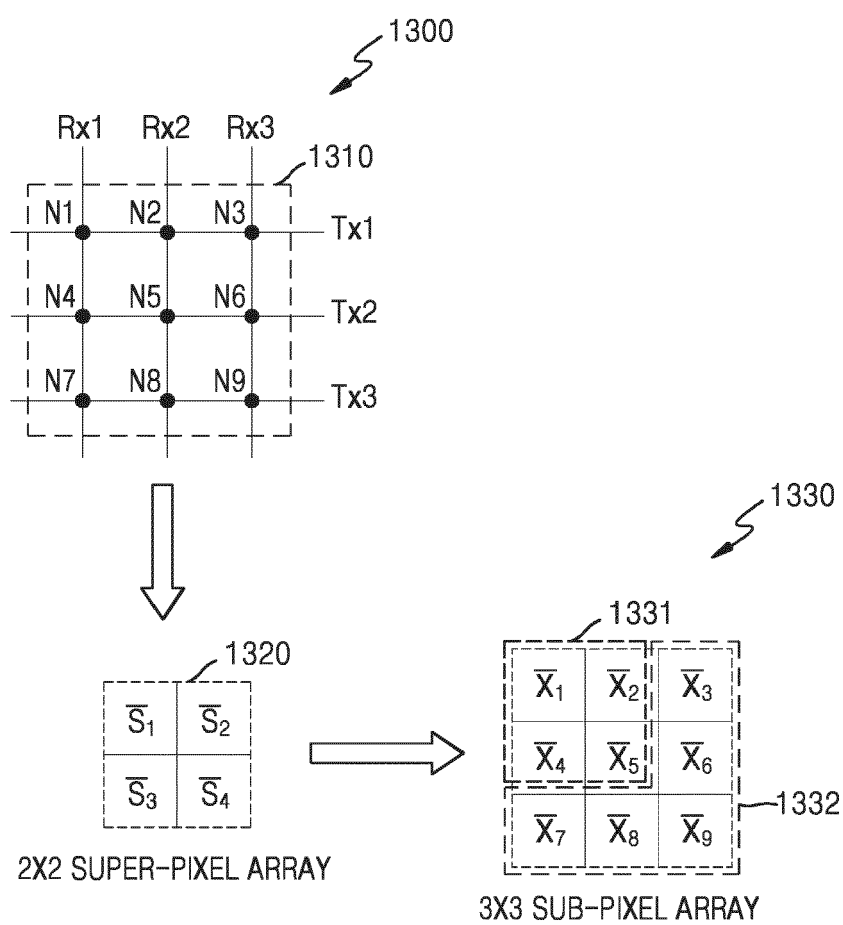 1300
Rx1 Rx2 Rx3
1310
N1 N2 N3 Tx1
N4 N5 N6 Tx2
N7 N8 N9 Tx3
1330
1331
1320
X̅₁ X̅₂ X̅₃
S̅₁ S̅₂
X̅₄ X̅₅ X̅₆
S̅₃ S̅₄
1332
X̅₇ X̅₈ X̅₉
2X2 SUPER-PIXEL ARRAY
3X3 SUB-PIXEL ARRAY